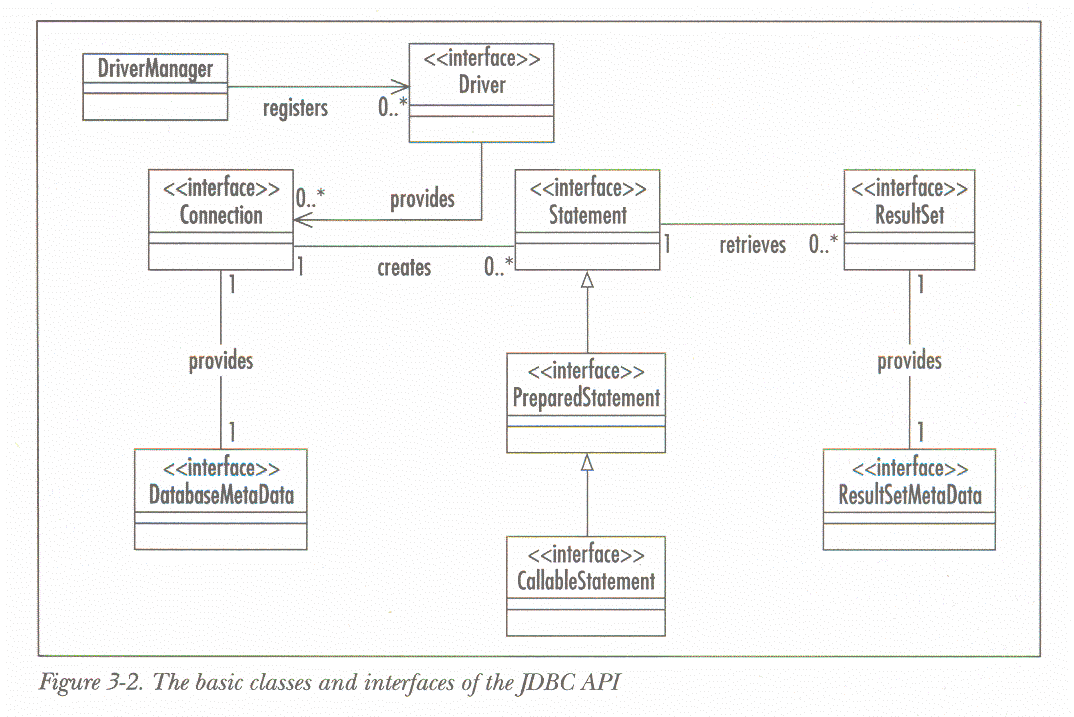 DriverManager
registers
0..*
<<interface>>
Driver
provides
0..*
<<interface>>
Connection
<<interface>>
Statement
<<interface>>
ResultSet
1
creates
0..*
1
retrieves
0..*
1
provides
1
<<interface>>
DatabaseMetaData
<<interface>>
PreparedStatement
<<interface>>
CallableStatement
1
provides
1
<<interface>>
ResultSetMetaData
Figure 3-2. The basic classes and interfaces of the JDBC API